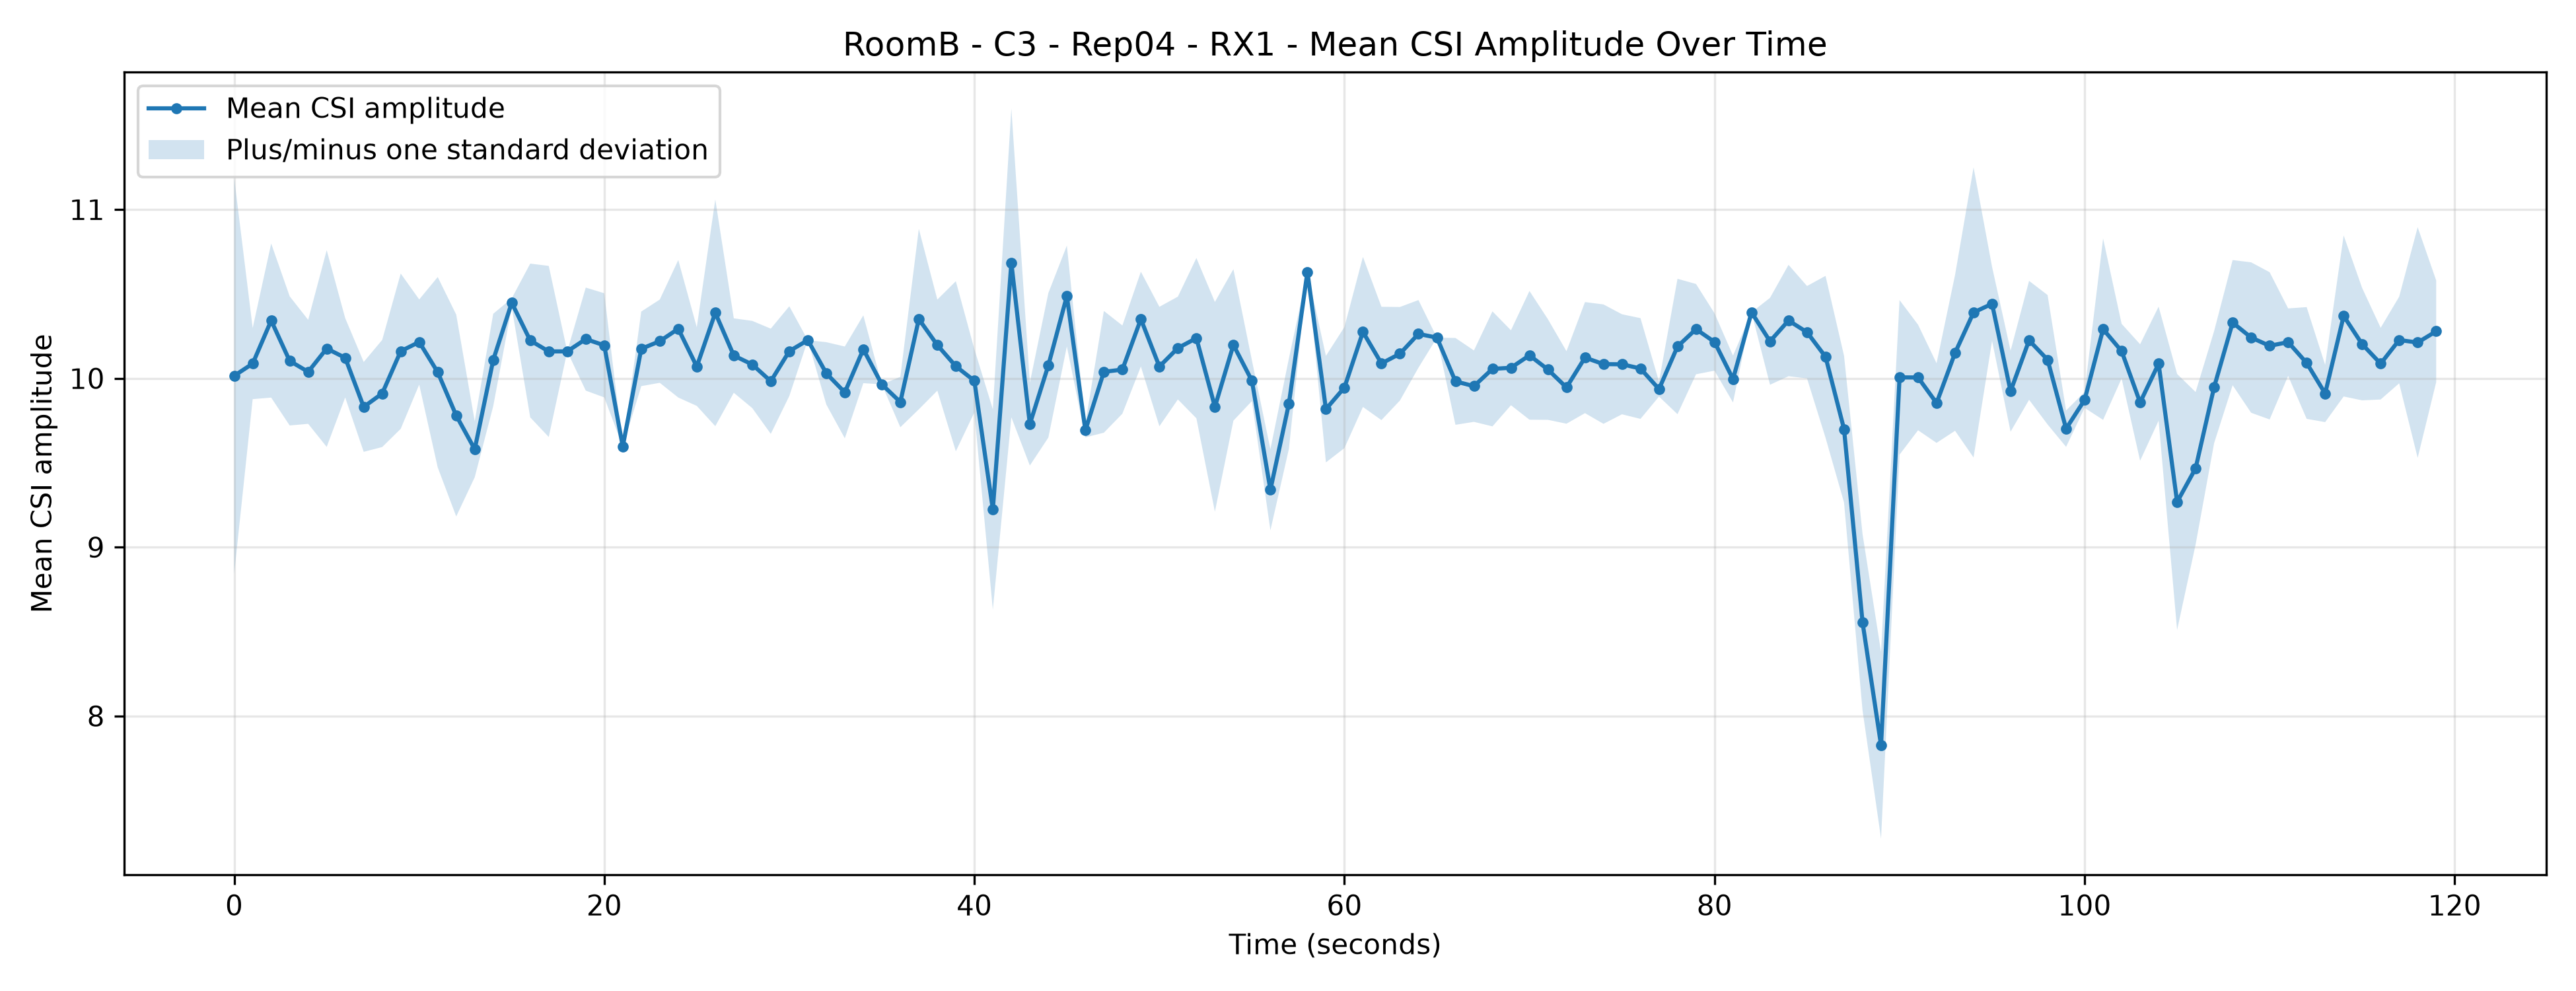 RoomB - C3 - Rep04 - RX1 - Mean CSI Amplitude Over Time
Mean CSI amplitude
Plus/minus one standard deviation
Mean CSI amplitude
11
10
9
8
0 20 40 60 80 100 120
Time (seconds)